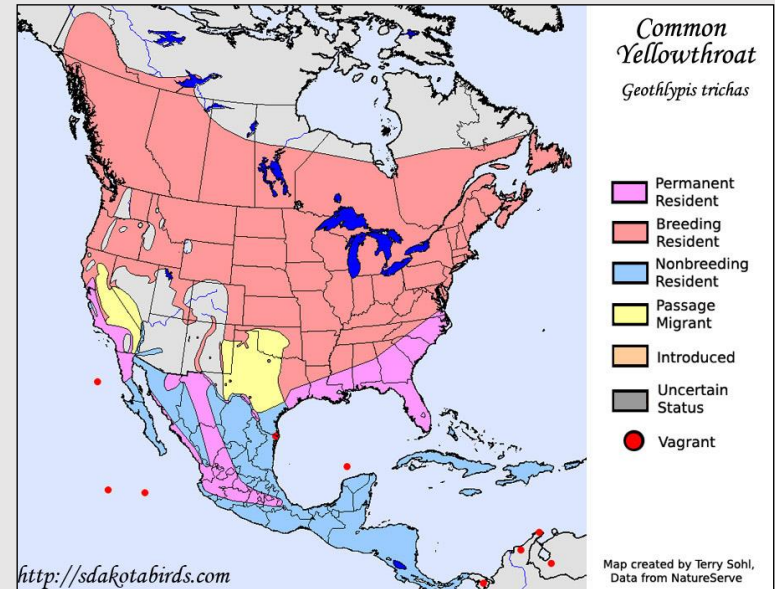 Common
Yellowthroat
Geothlypis trichas
Permanent
Resident
Breeding
Resident
Nonbreeding
Resident
Passage
Migrant
Introduced
Uncertain
Status
Vagrant
Map created by Terry Sohl,
Data from NatureServe
http://sdakotabirds.com